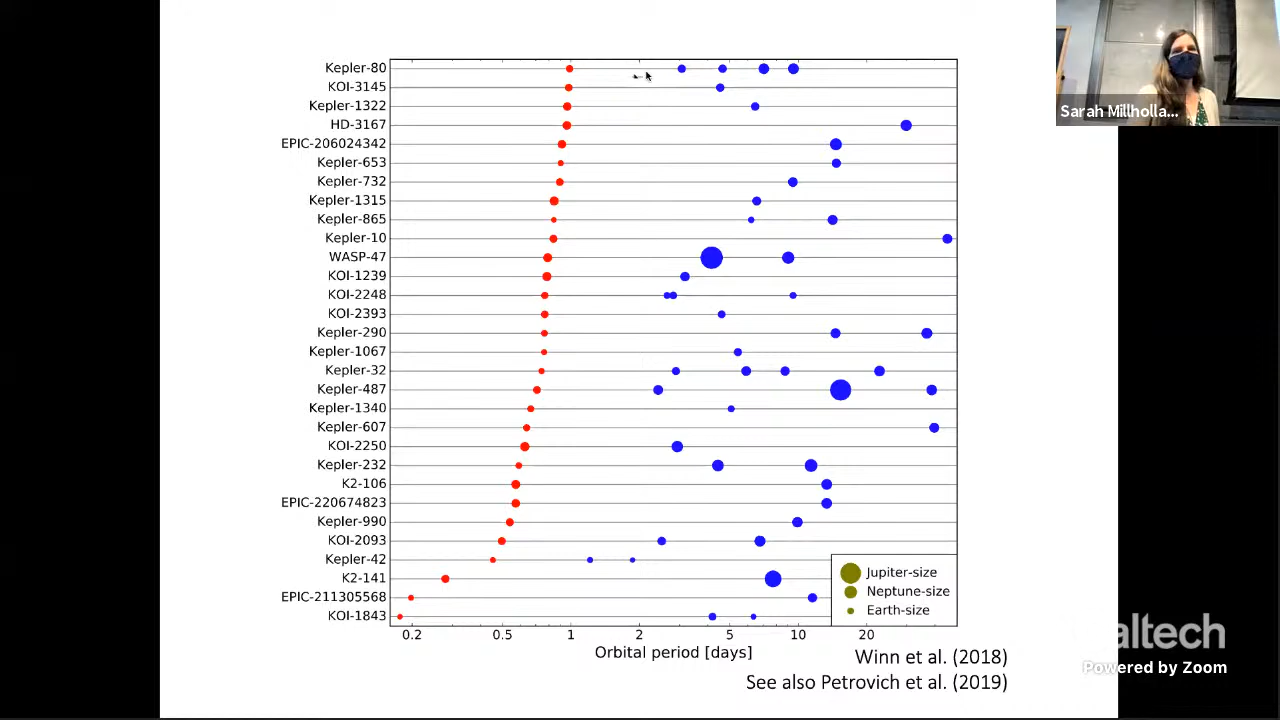 Sarah Millholla...
Kepler-80
KOI-3145
Kepler-1322
HD-3167
EPIC-206024342
Kepler-653
Kepler-732
Kepler-1315
Kepler-865
Kepler-10
WASP-47
KOI-1239
KOI-2248
KOI-2393
Kepler-290
Kepler-1067
Kepler-32
Kepler-487
Kepler-1340
Kepler-607
KOI-2250
Kepler-232
K2-106
EPIC-220674823
Kepler-990
KOI-2093
Kepler-42
K2-141
EPIC-211305568
KOI-1843
Jupiter-size
Neptune-size
Earth-size
0.2 0.5 1 2 5 10 20
Orbital period [days]
Winn et al. (2018)
See also Petrovich et al. (2019)
altech
Powered by Zoom